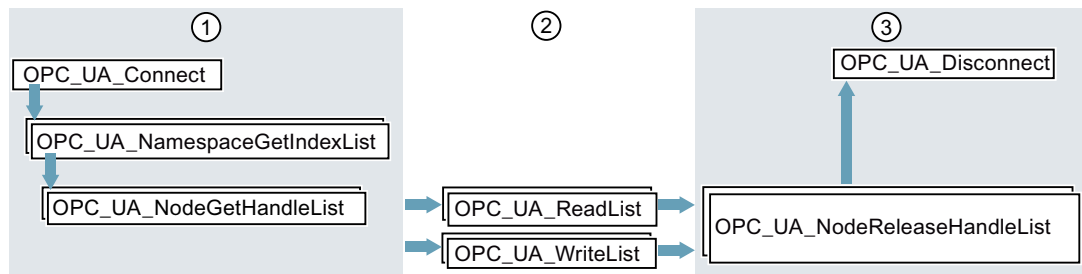 ①
②
③
OPC_UA_Connect
OPC_UA_Disconnect
OPC_UA_NamespaceGetIndexList
OPC_UA_NodeGetHandleList
OPC_UA_ReadList
OPC_UA_WriteList
OPC_UA_NodeReleaseHandleList